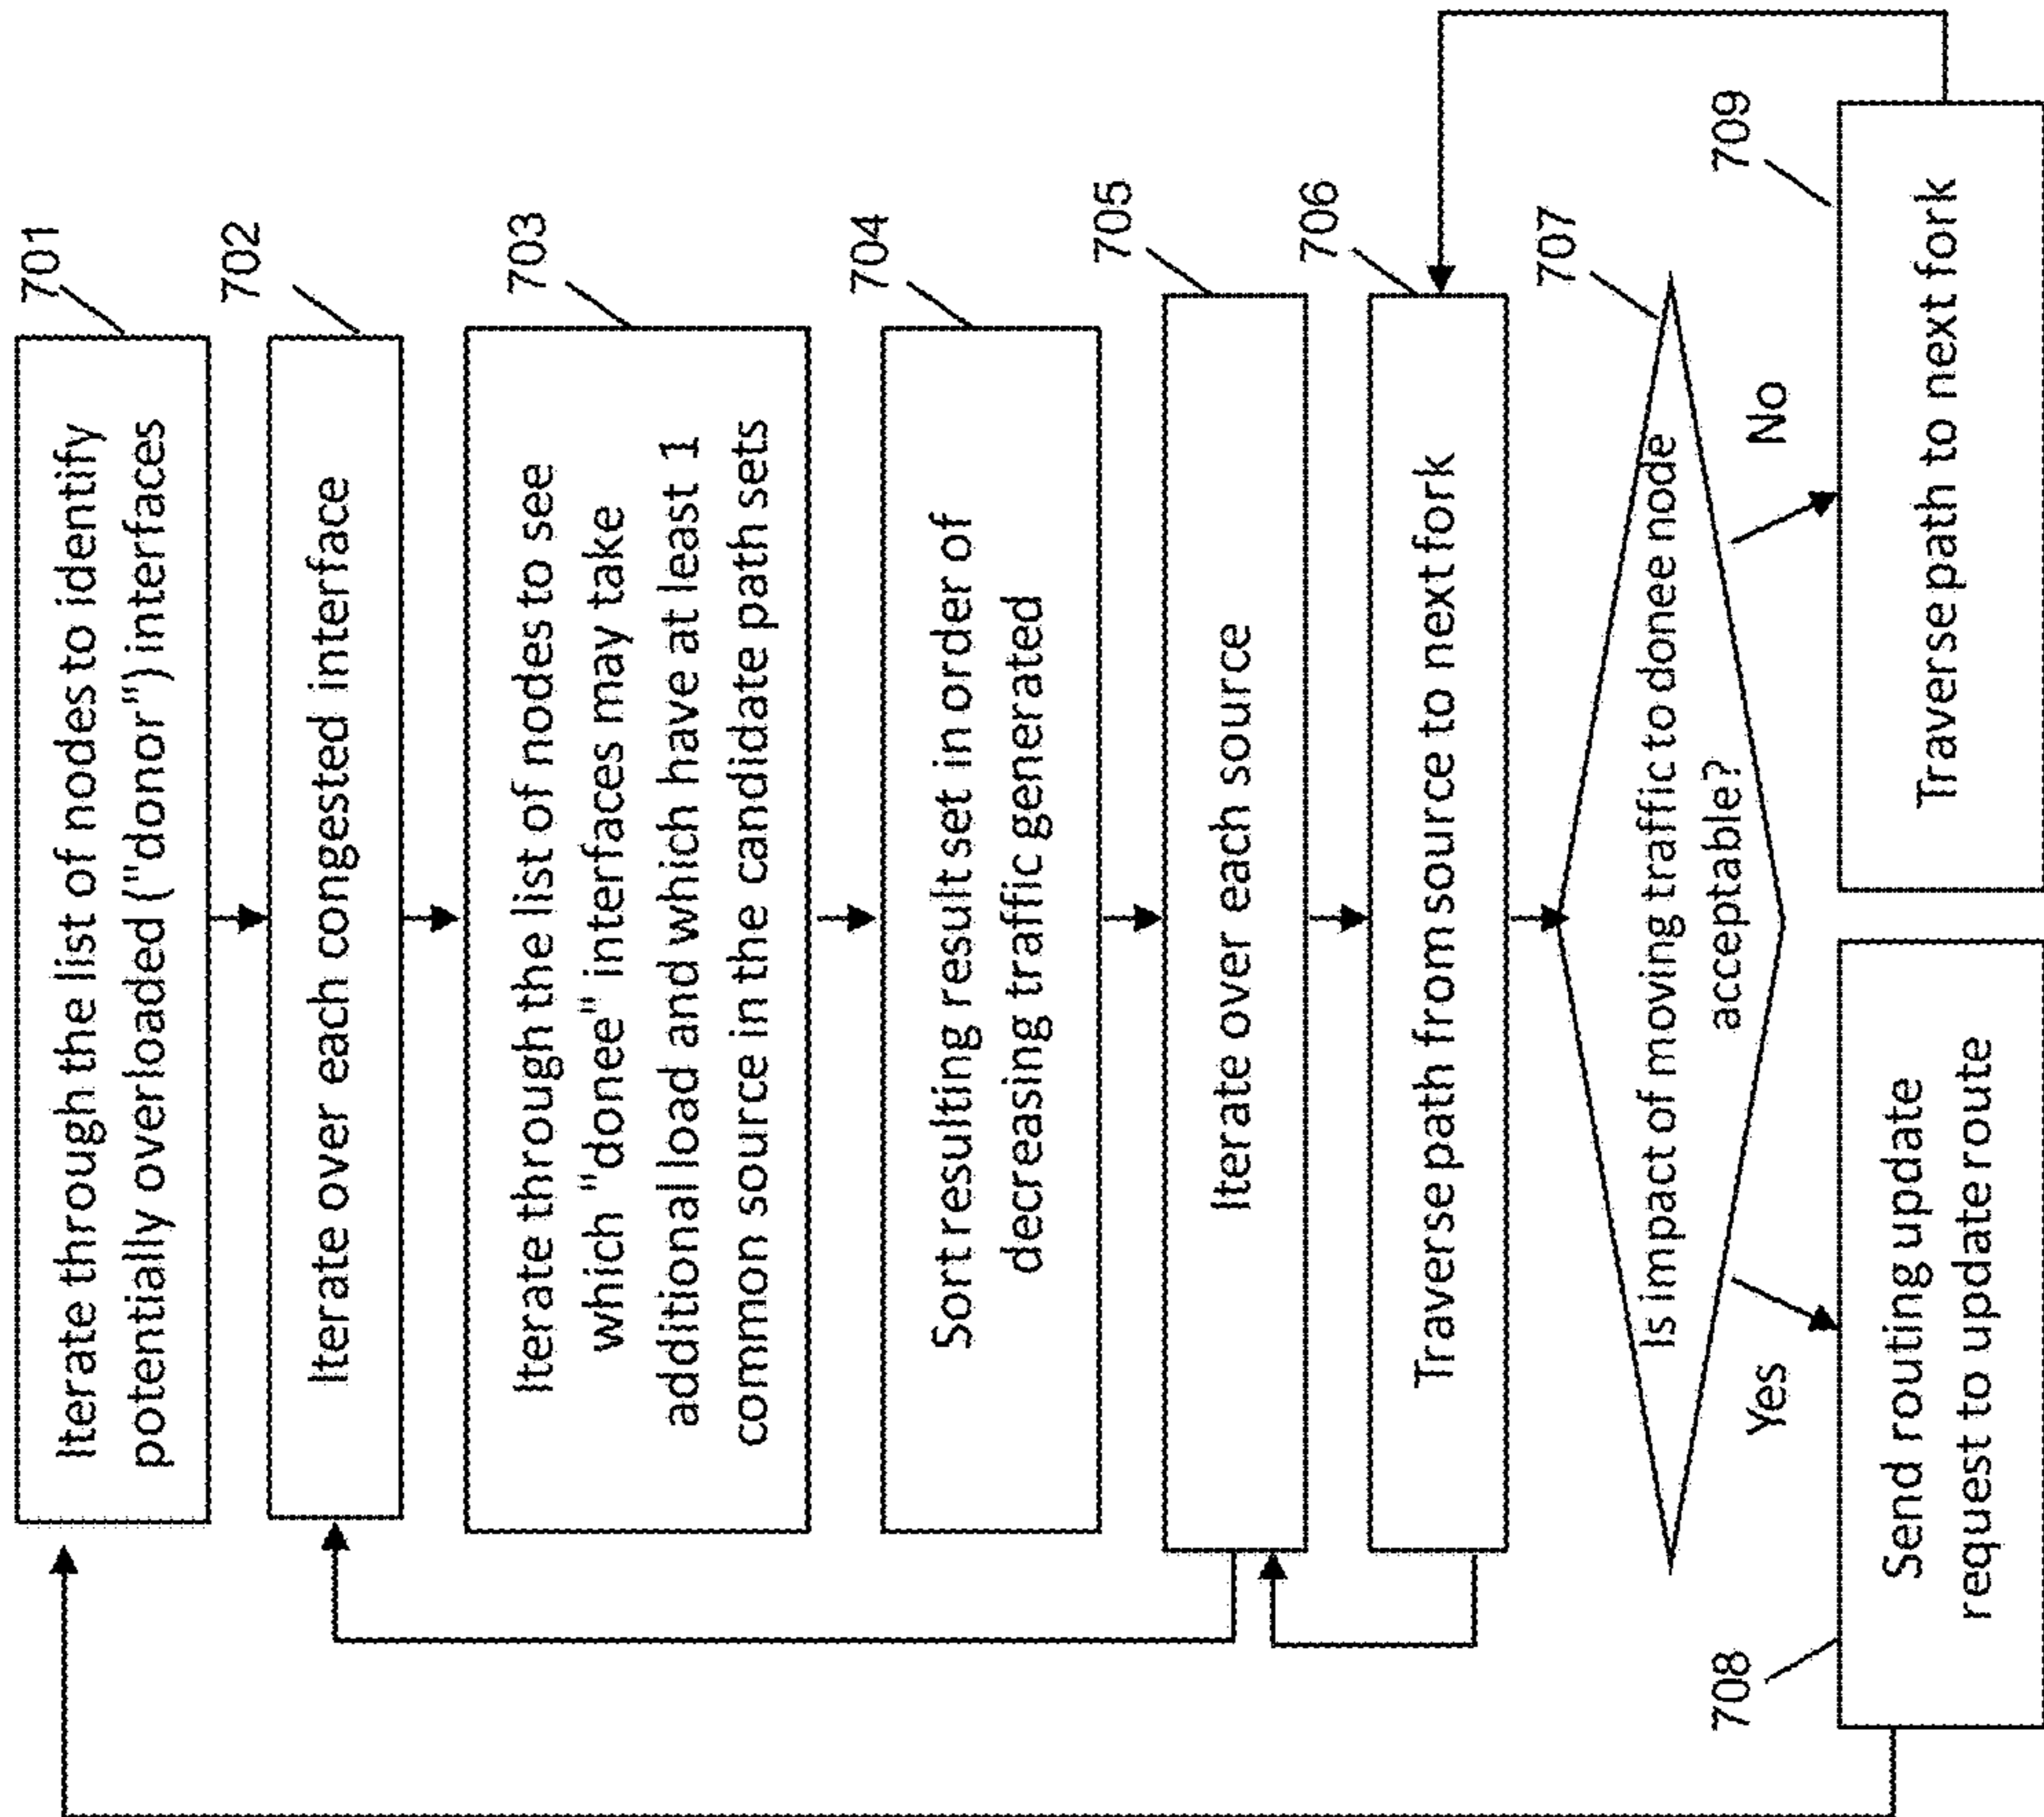 701
Iterate through the list of nodes to identify
potentially overloaded ("donor") interfaces
702
Iterate over each congested interface
703
Iterate through the list of nodes to see
which "donee" interfaces may take
additional load and which have at least 1
common source in the candidate path sets
704
Sort resulting result set in order of
decreasing traffic generated
705
Iterate over each source
706
Traverse path from source to next fork
707
Is impact of moving traffic to donee node
acceptable?
Yes
No
708
Send routing update
request to update route
709
Traverse path to next fork